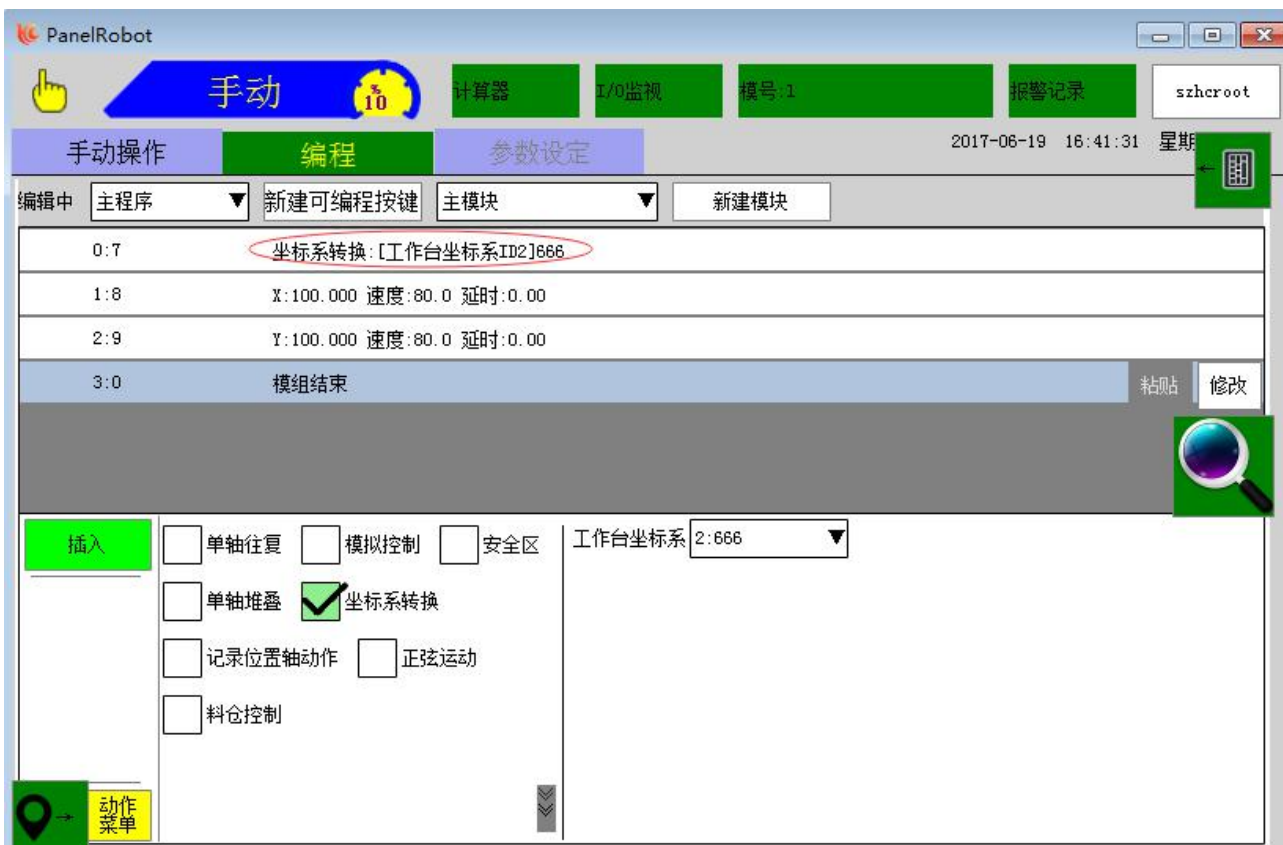 PanelRobot
手动 % 10 计算器 I/O监视 模号:1 报警记录 szhcroot
手动操作 编程 参数设定 2017-06-19 16:41:31 星期
编辑中 主程序 新建可编程按键 主模块 新建模块
0:7 坐标系转换:[工作台坐标系ID2]666
1:8 X:100.000 速度:80.0 延时:0.00
2:9 Y:100.000 速度:80.0 延时:0.00
3:0 模组结束 粘贴 修改
插入 单轴往复 模拟控制 安全区 工作台坐标系 2:666
单轴堆叠 坐标系转换
记录位置轴动作 正弦运动
料仓控制
动作
菜单